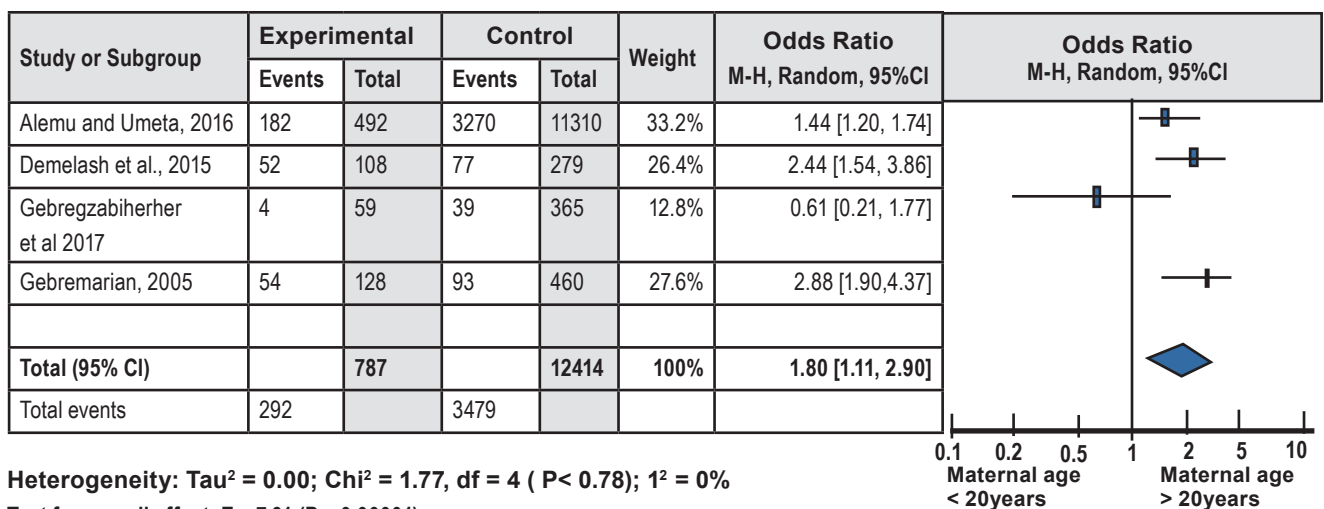 Study or Subgroup Experimental Control Weight Odds Ratio M-H, Random, 95%CI Odds Ratio M-H, Random, 95%CI
Events Total Events Total
Alemu and Umeta, 2016 182 492 3270 11310 33.2% 1.44 [1.20, 1.74]
Demelash et al., 2015 52 108 77 279 26.4% 2.44 [1.54, 3.86]
Gebregzabiherher et al 2017 4 59 39 365 12.8% 0.61 [0.21, 1.77]
Gebremarian, 2005 54 128 93 460 27.6% 2.88 [1.90,4.37]
Total (95% CI) 787 12414 100% 1.80 [1.11, 2.90]
Total events 292 3479
0.1 0.2 0.5 1 2 5 10
Maternal age < 20years
Maternal age > 20years
Heterogeneity: Tau² = 0.00; Chi² = 1.77, df = 4 ( P< 0.78); 1² = 0%